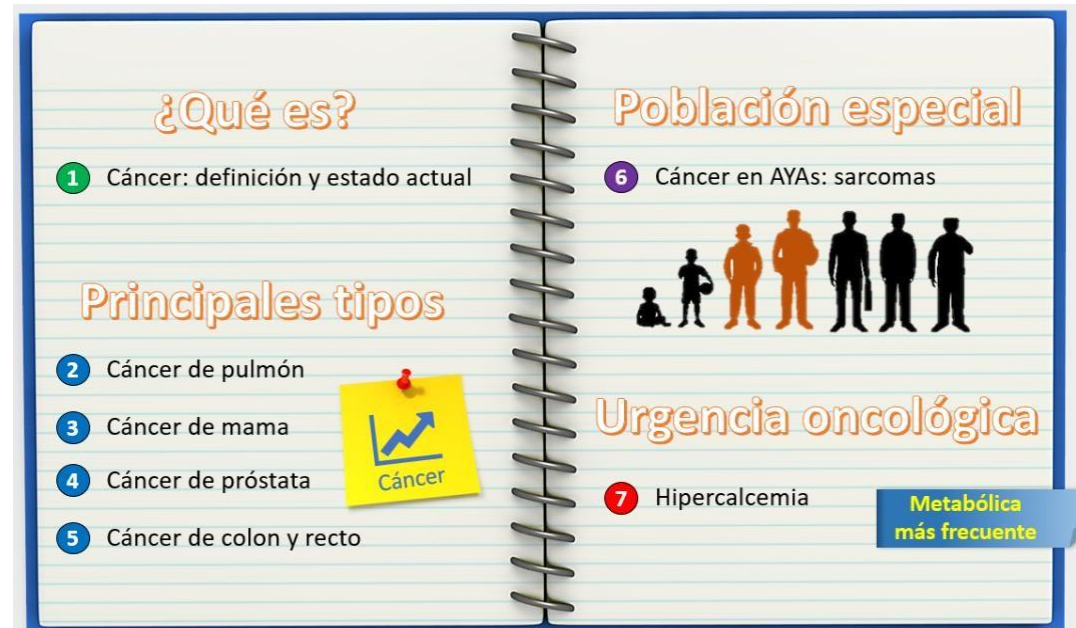 ¿Qué es?
1 Cáncer: definición y estado actual
Principales tipos
2 Cáncer de pulmón
3 Cáncer de mama
4 Cáncer de próstata
5 Cáncer de colon y recto
Cáncer
Población especial
6 Cáncer en AYAs: sarcomas
Urgencia oncológica
7 Hipercalcemia
Metabólica
más frecuente